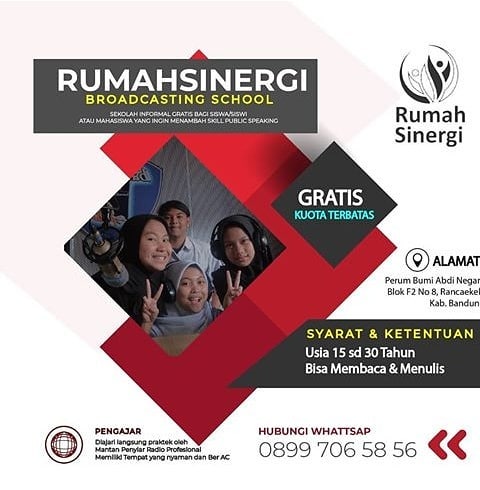 RUMAHSINERGI
BROADCASTING SCHOOL
SEKOLAH INFORMAL GRATIS BAGI SISWA/SISWI
ATAU MAHASISWA YANG INGIN MENAMBAH SKILL PUBLIC SPEAKING
Rumah
Sinergi
GRATIS
KUOTA TERBATAS
ALAMAT
Perum Bumi Abdi Negar
Blok F2 No 8, Rancaekel
Kab. Bandun
SYARAT & KETENTUAN
Usia 15 sd 30 Tahun
Bisa Membaca & Menulis
PENGAJAR
Diajari langsung praktek oleh
Mantan Penyiar Radio Profesional
Memiliki Tempat yang nyaman dan Ber AC
HUBUNGI WHATTSAP
0899 706 58 56